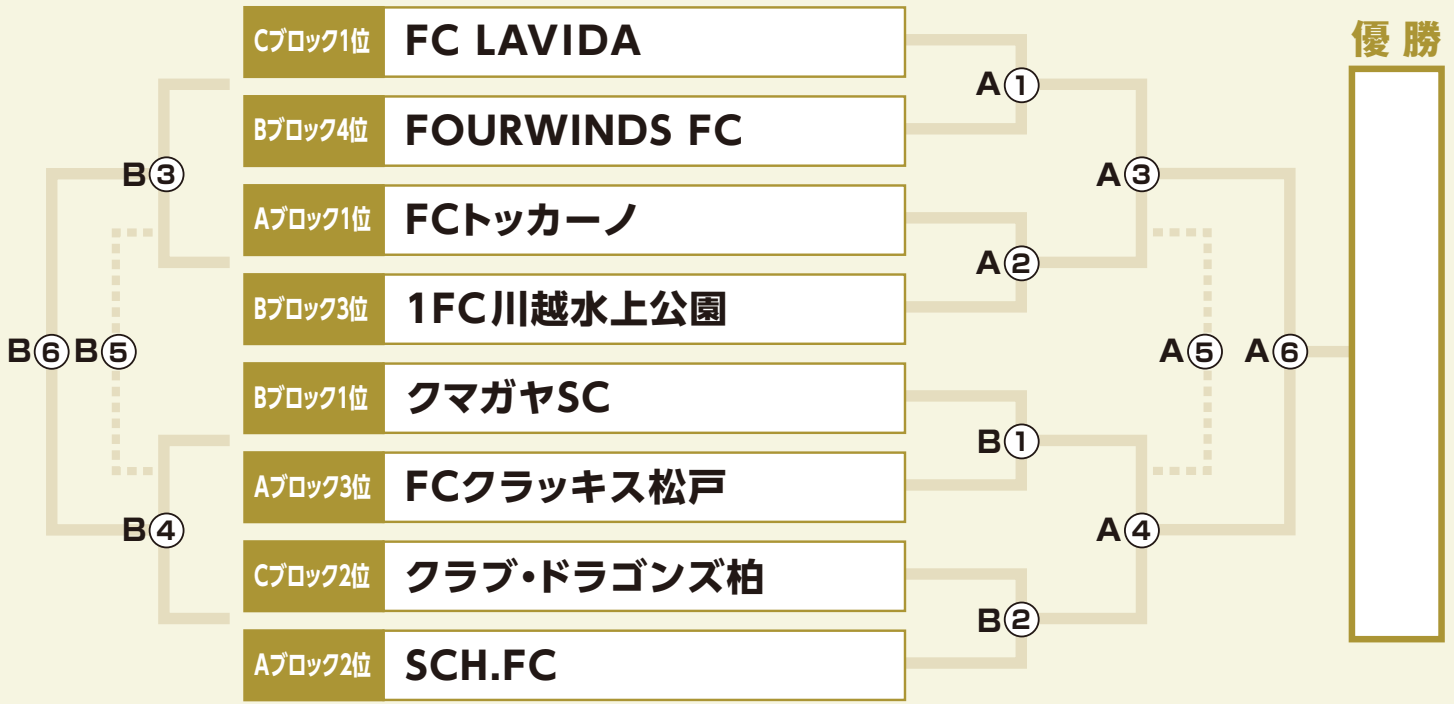 優勝
Cブロック1位 FC LAVIDA
A①
Bブロック4位 FOURWINDS FC
B③
A③
Aブロック1位 FCトッカーノ
A②
Bブロック3位 1FC川越水上公園
B⑥ B⑤
A⑤ A⑥
Bブロック1位 クマガヤSC
B①
Aブロック3位 FCクラッキス松戸
B④
A④
Cブロック2位 クラブ・ドラゴンズ柏
B②
Aブロック2位 SCH.FC